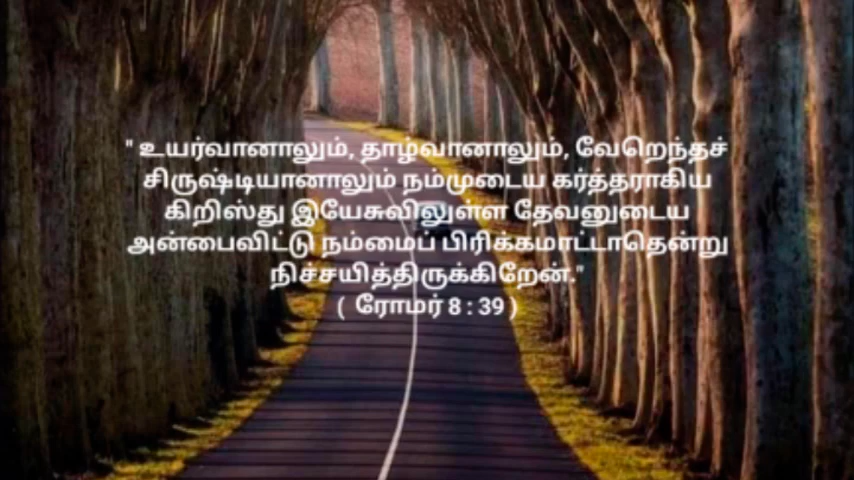 " உயர்வானாலும், தாழ்வானாலும், வேறெந்தச்
சிருஷ்டியானாலும் நம்முடைய கர்த்தராகிய
கிறிஸ்து இயேசுவிலுள்ள தேவனுடைய
அன்பைவிட்டு நம்மைப் பிரிக்கமாட்டாதென்று
நிச்சயித்திருக்கிறேன்."
( ரோமர் 8 : 39 )